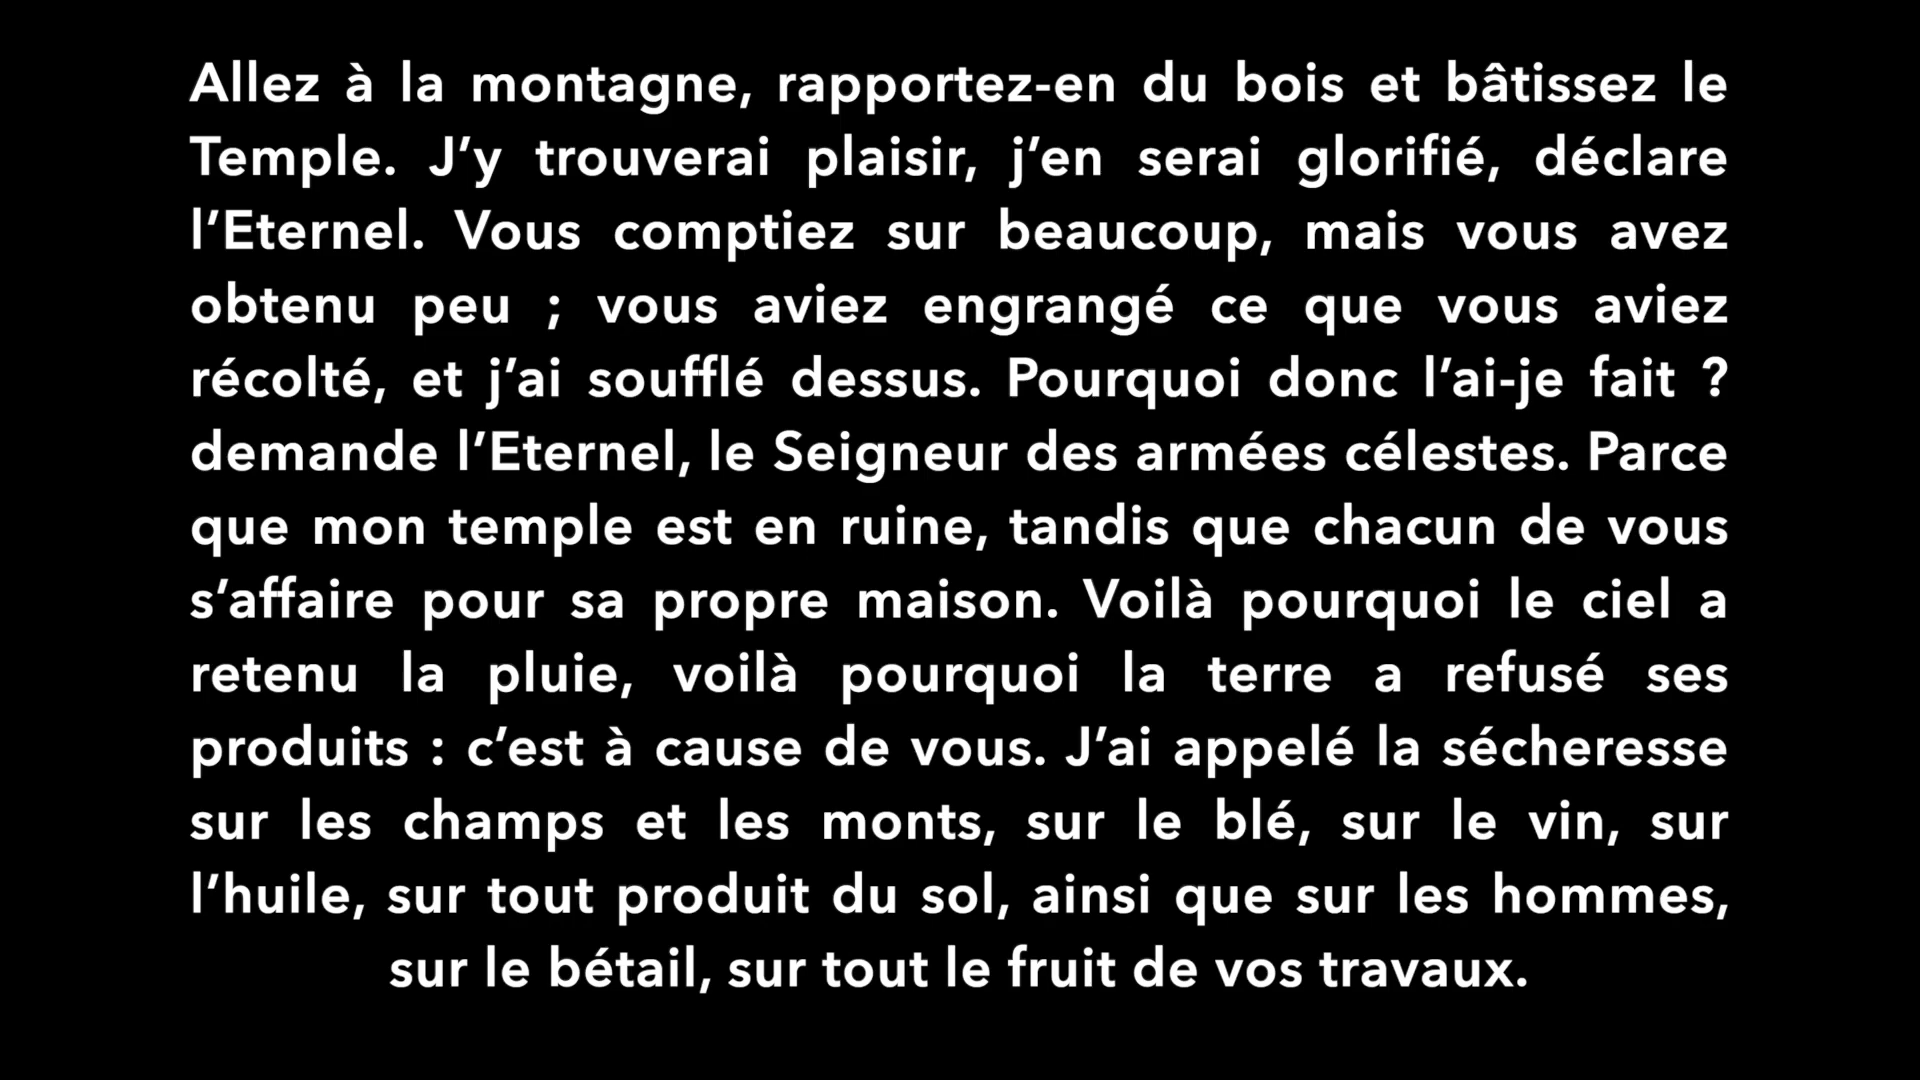 Allez à la montagne, rapportez-en du bois et bâtissez le
Temple. J’y trouverai plaisir, j’en serai glorifié, déclare
l’Eternel. Vous comptiez sur beaucoup, mais vous avez
obtenu peu ; vous aviez engrangé ce que vous aviez
récolté, et j’ai soufflé dessus. Pourquoi donc l’ai-je fait ?
demande l’Eternel, le Seigneur des armées célestes. Parce
que mon temple est en ruine, tandis que chacun de vous
s’affaire pour sa propre maison. Voilà pourquoi le ciel a
retenu la pluie, voilà pourquoi la terre a refusé ses
produits : c’est à cause de vous. J’ai appelé la sécheresse
sur les champs et les monts, sur le blé, sur le vin, sur
l’huile, sur tout produit du sol, ainsi que sur les hommes,
sur le bétail, sur tout le fruit de vos travaux.